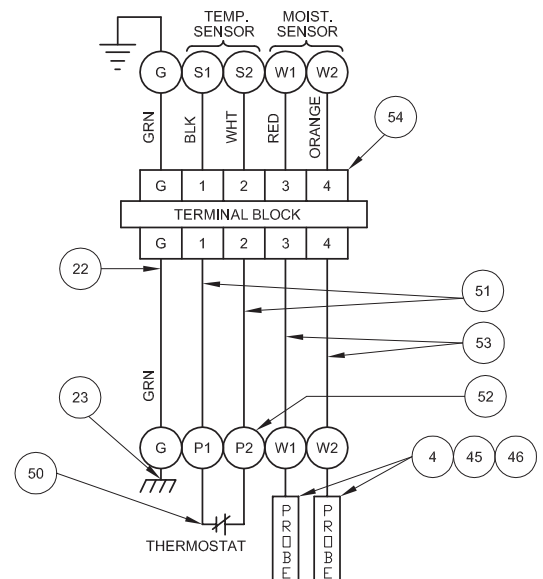 TEMP. SENSOR
MOIST. SENSOR
G S1 S2 W1 W2
GRN BLK WHT RED ORANGE
54
G 1 2 3 4
TERMINAL BLOCK
G 1 2 3 4
22
51
53
GRN
23
52
G P1 P2 W1 W2
50
4 45 46
THERMOSTAT
PROBE
PROBE